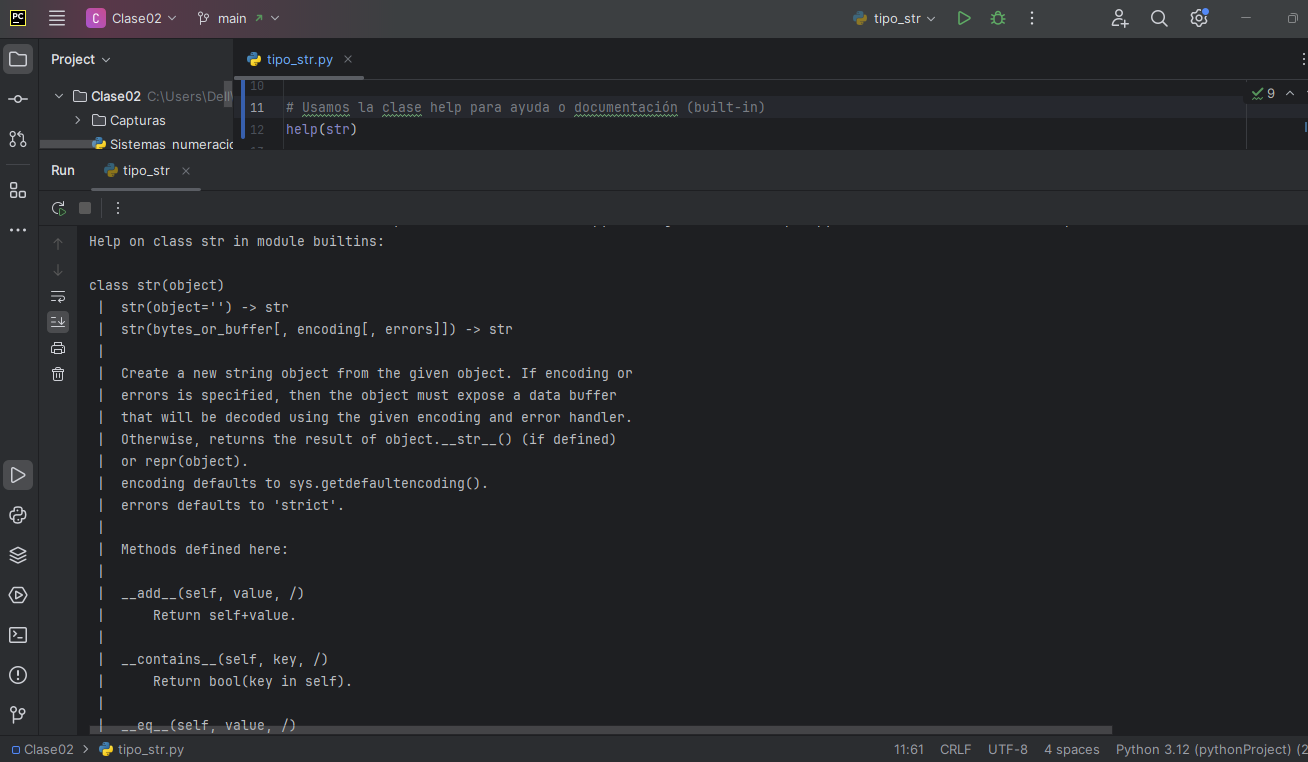 PC C Clase02 main tipo_str
Project tipo_str.py
Clase02 C:\Users\Dell
Capturas
Sistemas_numeracio
10
11 # Usamos la clase help para ayuda o documentación (built-in) 9
12 help(str)
Run tipo_str
Help on class str in module builtins:
class str(object)
| str(object='') -> str
| str(bytes_or_buffer[, encoding[, errors]]) -> str
|
| Create a new string object from the given object. If encoding or
| errors is specified, then the object must expose a data buffer
| that will be decoded using the given encoding and error handler.
| Otherwise, returns the result of object.__str__() (if defined)
| or repr(object).
| encoding defaults to sys.getdefaultencoding().
| errors defaults to 'strict'.
|
| Methods defined here:
|
| __add__(self, value, /)
| Return self+value.
|
| __contains__(self, key, /)
| Return bool(key in self).
|
| __eq__(self, value, /)
Clase02 tipo_str.py 11:61 CRLF UTF-8 4 spaces Python 3.12 (pythonProject) (2